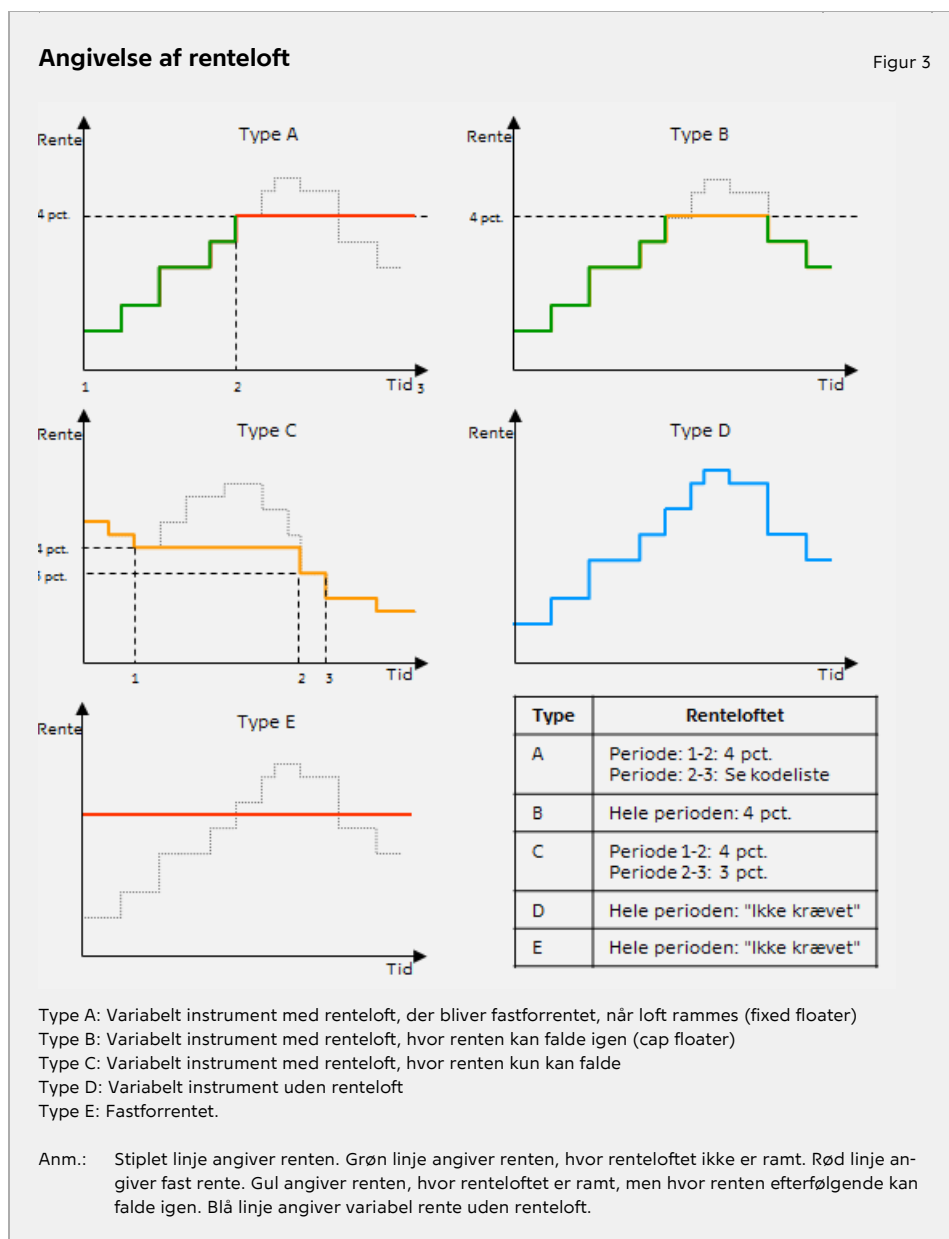 Angivelse af renteloft
Figur 3
Rente
Type A
4 pct.
1
2
Tid 3
Rente
Type B
4 pct.
Tid
Rente
Type C
4 pct.
3 pct.
1
2
3
Tid
Rente
Type D
Tid
Rente
Type E
Tid
Type Renteloftet
A Periode: 1-2: 4 pct.
Periode: 2-3: Se kodeliste
B Hele perioden: 4 pct.
C Periode 1-2: 4 pct.
Periode 2-3: 3 pct.
D Hele perioden: "Ikke krævet"
E Hele perioden: "Ikke krævet"
Type A: Variabelt instrument med renteloft, der bliver fastforrentet, når loft rammes (fixed floater)
Type B: Variabelt instrument med renteloft, hvor renten kan falde igen (cap floater)
Type C: Variabelt instrument med renteloft, hvor renten kun kan falde
Type D: Variabelt instrument uden renteloft
Type E: Fastforrentet.
Anm.: Stiplet linje angiver renten. Grøn linje angiver renten, hvor renteloftet ikke er ramt. Rød linje an-
giver fast rente. Gul angiver renten, hvor renteloftet er ramt, men hvor renten efterfølgende kan
falde igen. Blå linje angiver variabel rente uden renteloft.